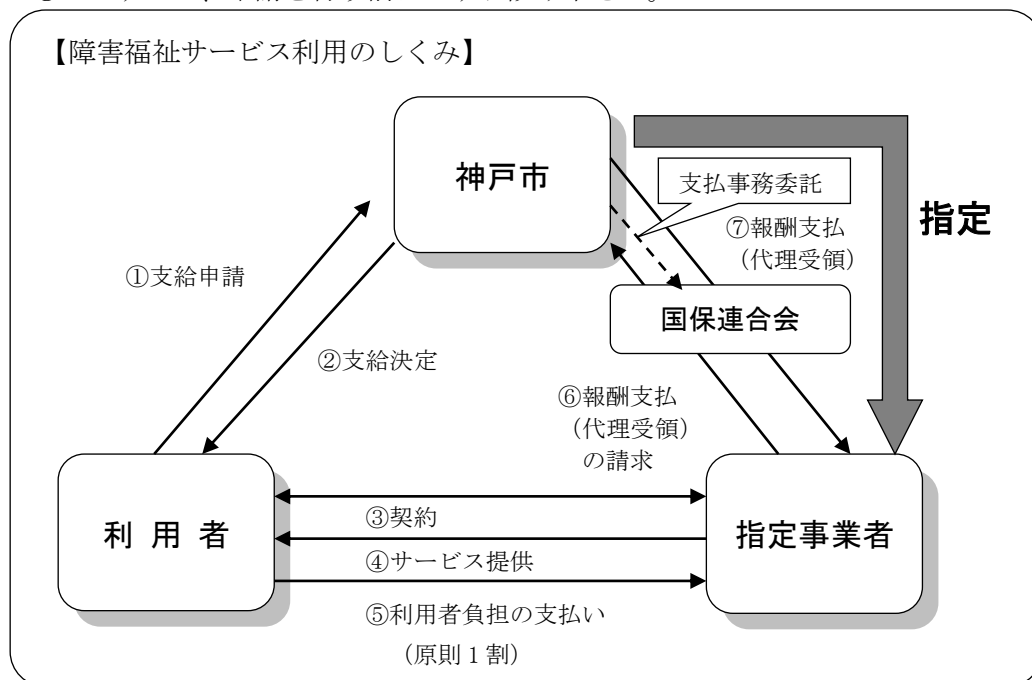 【障害福祉サービス利用のしくみ】
神戸市
支払事務委託
指定
⑦報酬支払
（代理受領）
①支給申請
国保連合会
②支給決定
⑥報酬支払
（代理受領）
の請求
利 用 者
③契約
指定事業者
④サービス提供
⑤利用者負担の支払い
（原則１割）